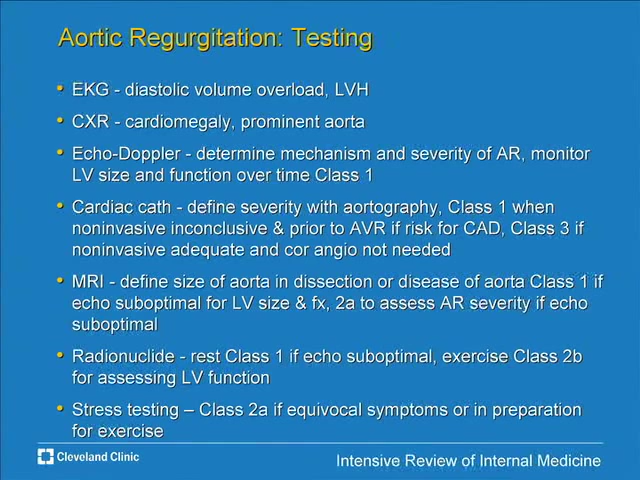 Aortic Regurgitation: Testing
• EKG - diastolic volume overload, LVH
• CXR - cardiomegaly, prominent aorta
• Echo-Doppler - determine mechanism and severity of AR, monitor
LV size and function over time Class 1
• Cardiac cath - define severity with aortography, Class 1 when
noninvasive inconclusive & prior to AVR if risk for CAD, Class 3 if
noninvasive adequate and cor angio not needed
• MRI - define size of aorta in dissection or disease of aorta Class 1 if
echo suboptimal for LV size & fx, 2a to assess AR severity if echo
suboptimal
• Radionuclide - rest Class 1 if echo suboptimal, exercise Class 2b
for assessing LV function
• Stress testing – Class 2a if equivocal symptoms or in preparation
for exercise
Cleveland Clinic
Intensive Review of Internal Medicine